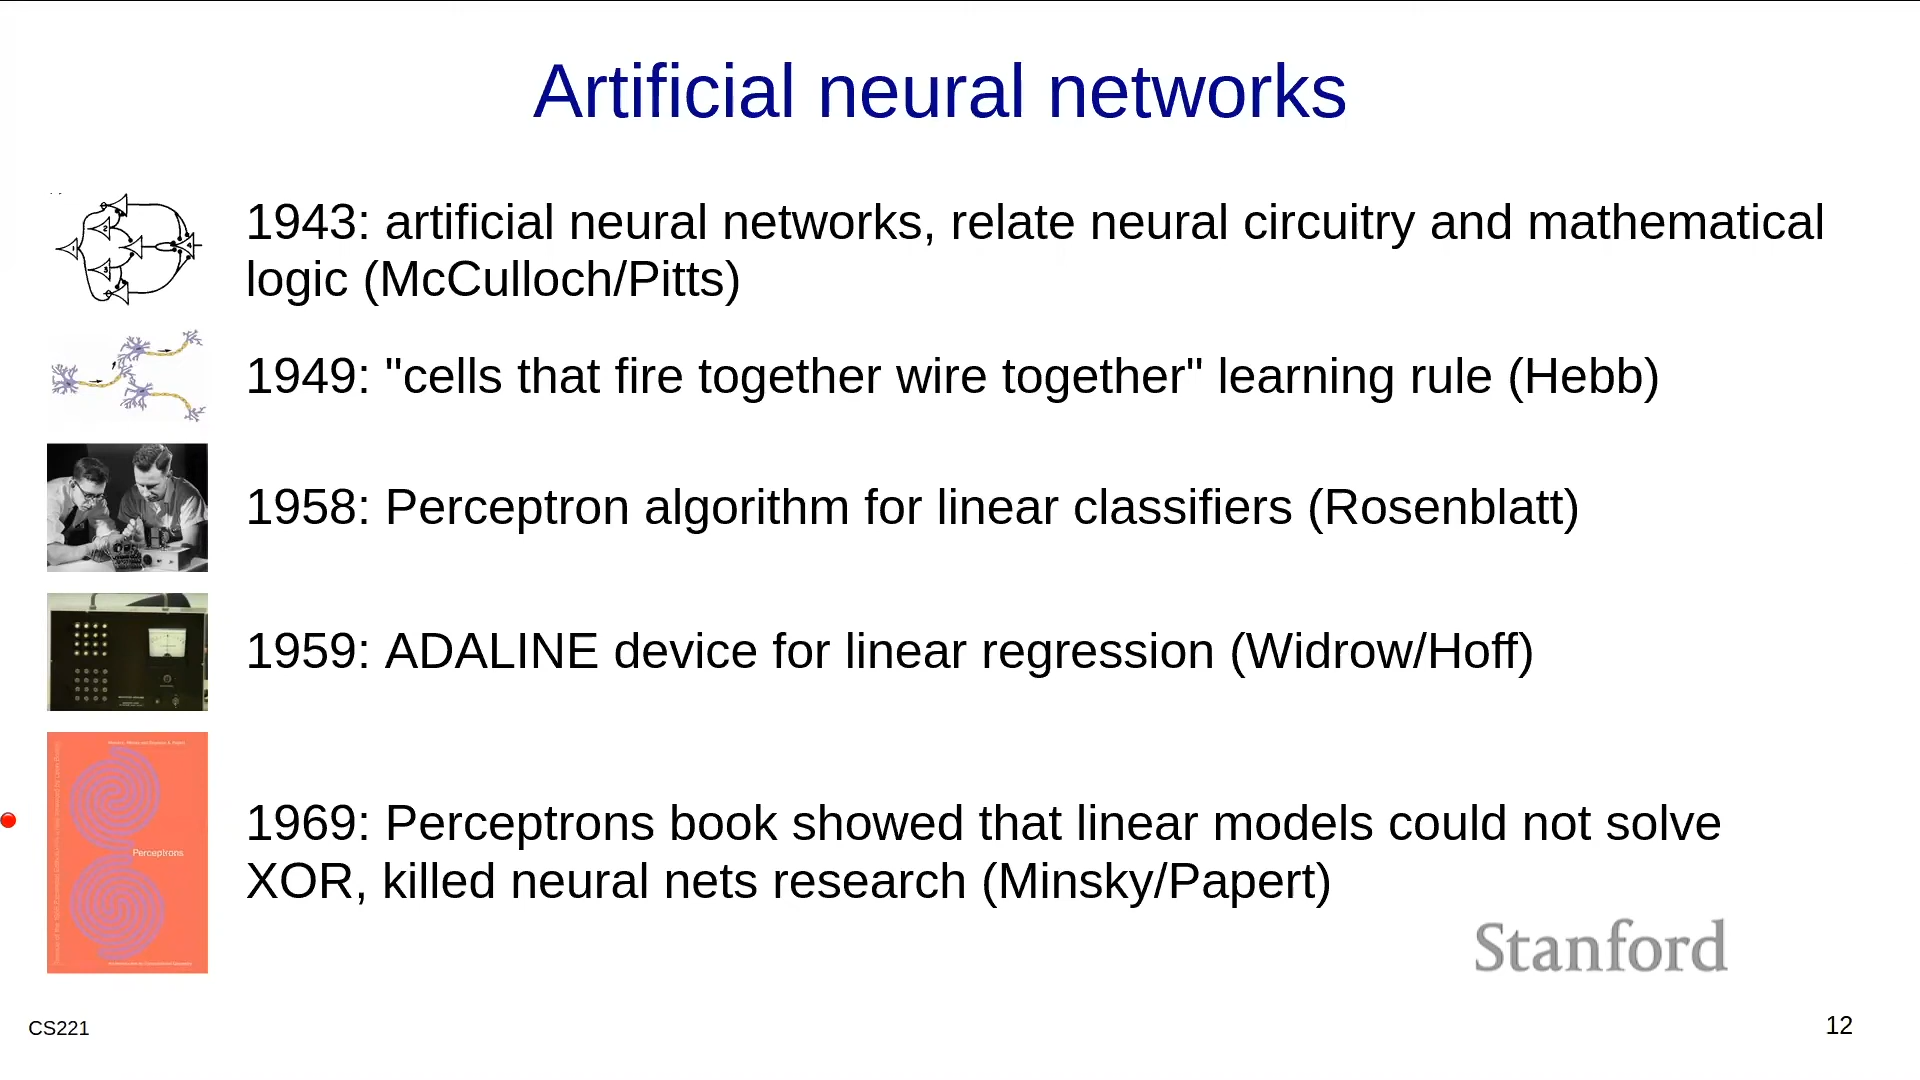 Artificial neural networks
1943: artificial neural networks, relate neural circuitry and mathematical
logic (McCulloch/Pitts)
1949: "cells that fire together wire together" learning rule (Hebb)
1958: Perceptron algorithm for linear classifiers (Rosenblatt)
1959: ADALINE device for linear regression (Widrow/Hoff)
Perceptrons
1969: Perceptrons book showed that linear models could not solve
XOR, killed neural nets research (Minsky/Papert)
Stanford
CS221
12